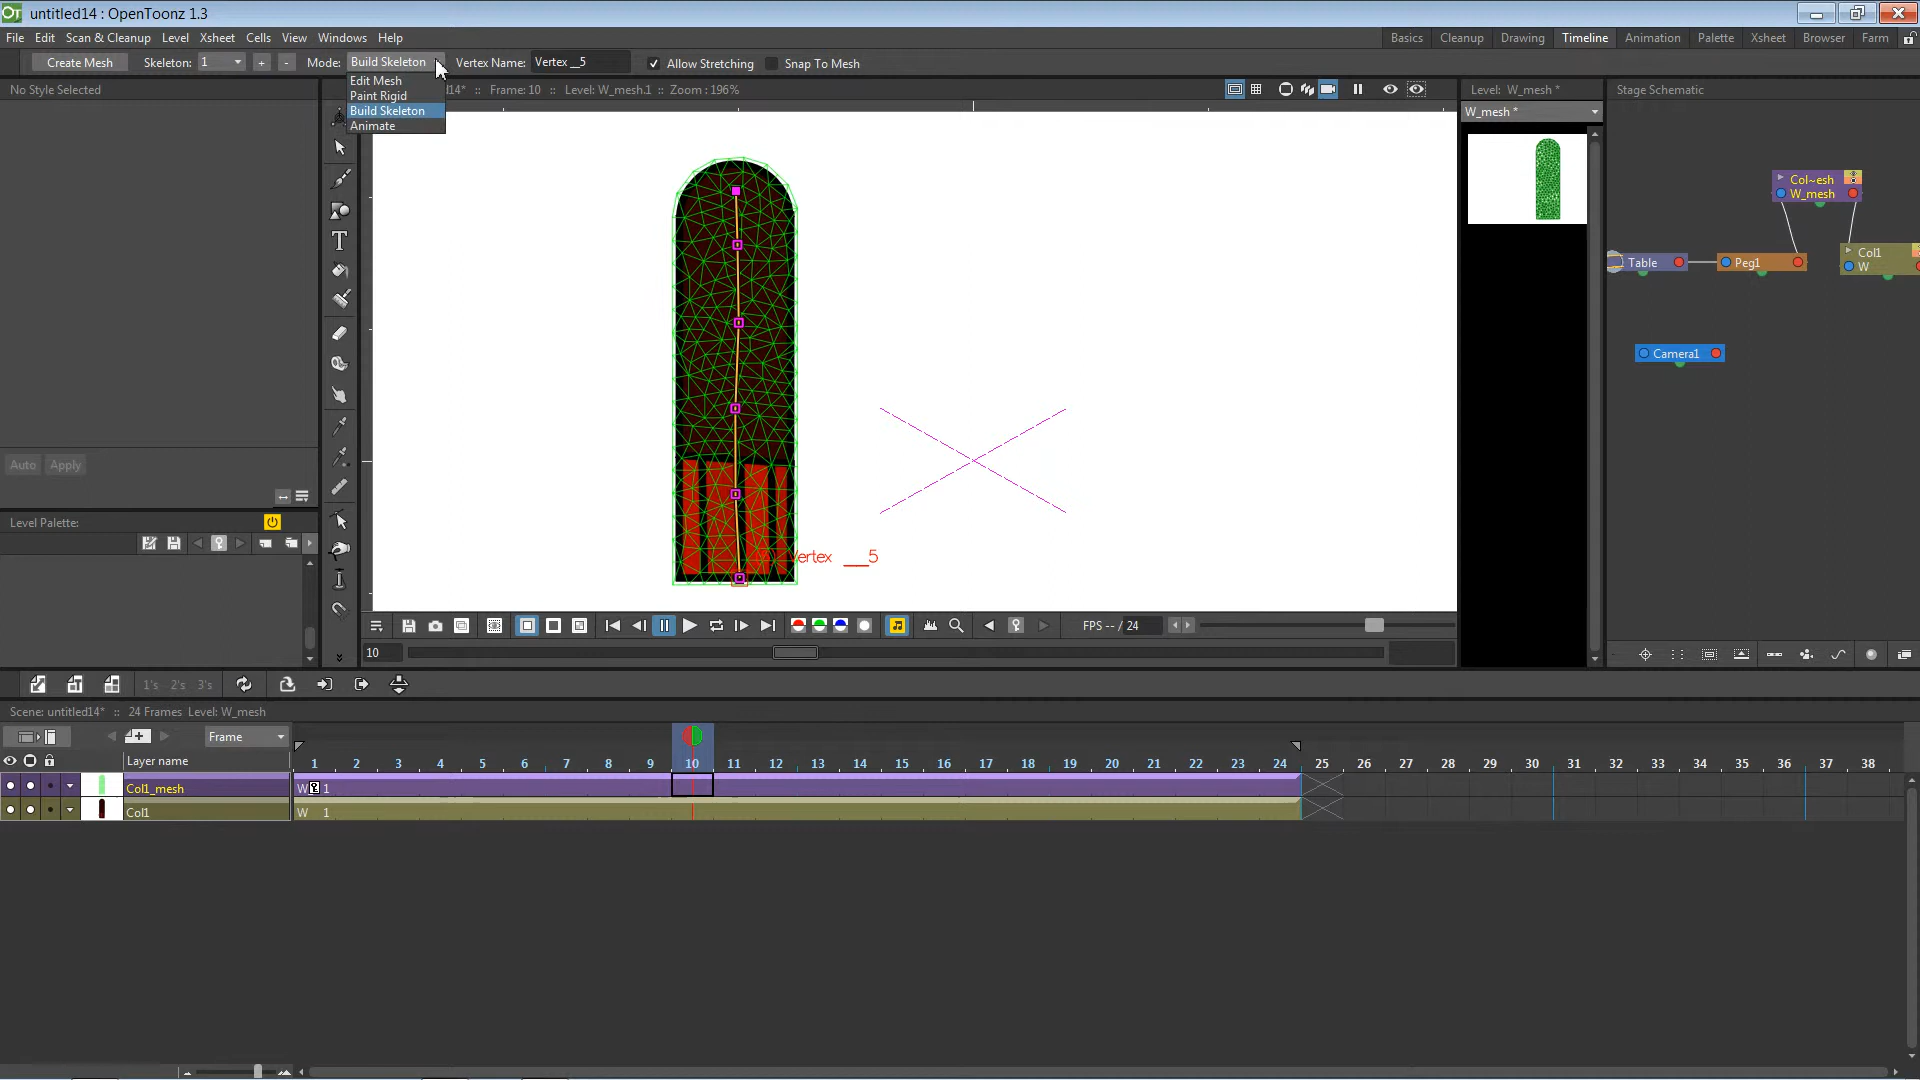 untitled14 : OpenToonz 1.3
File Edit Scan & Cleanup Level Xsheet Cells View Windows Help
Basics Cleanup Drawing Timeline Animation Palette Xsheet Browser Farm
Create Mesh Skeleton: 1 + - Mode: Build Skeleton Vertex Name: Vertex __5 Allow Stretching Snap To Mesh
Edit Mesh
Paint Rigid
Build Skeleton
Animate
No Style Selected
14* :: Frame: 10 :: Level: W_mesh.1 :: Zoom : 196%
Level: W_mesh *
Stage Schematic
W_mesh *
Col~esh
W_mesh
Col1
W
Table
Peg1
Camera1
Auto Apply
Level Palette:
Vertex __5
FPS -- / 24
10
1's - 2's - 3's
Scene: untitled14* :: 24 Frames Level: W_mesh
Frame
Layer name
1 2 3 4 5 6 7 8 9 10 11 12 13 14 15 16 17 18 19 20 21 22 23 24 25 26 27 28 29 30 31 32 33 34 35 36 37 38
Col1_mesh W 1
Col1 W 1